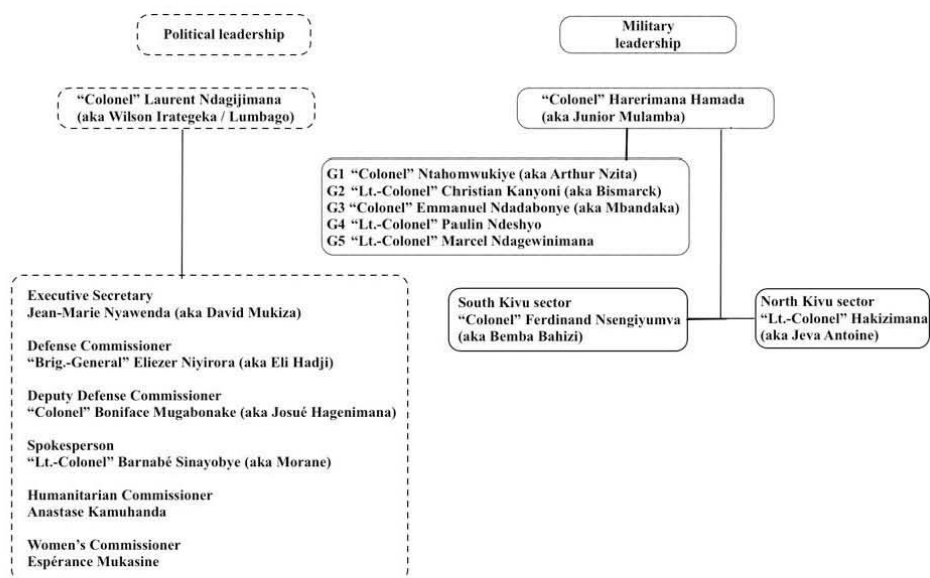 Political leadership
Military
leadership
“Colonel” Laurent Ndagijimana
(aka Wilson Irategeka / Lumbago)
“Colonel” Harerimana Hamada
(aka Junior Mulamba)
G1 “Colonel” Ntahomwukiye (aka Arthur Nzita)
G2 “Lt.-Colonel” Christian Kanyoni (aka Bismarck)
G3 “Colonel” Emmanuel Ndadabonye (aka Mbandaka)
G4 “Lt.-Colonel” Paulin Ndeshyo
G5 “Lt.-Colonel” Marcel Ndagewinimana
Executive Secretary
Jean-Marie Nyawenda (aka David Mukiza)
Defense Commissioner
“Brig.-General” Eliezer Niyirora (aka Eli Hadji)
Deputy Defense Commissioner
“Colonel” Boniface Mugabonake (aka Josué Hagenimana)
Spokesperson
“Lt.-Colonel” Barnabé Sinayobye (aka Morane)
Humanitarian Commissioner
Anastase Kamuhanda
Women’s Commissioner
Espérance Mukasine
South Kivu sector
“Colonel” Ferdinand Nsengiyumva
(aka Bemba Bahizi)
North Kivu sector
“Lt.-Colonel” Hakizimana
(aka Jeva Antoine)